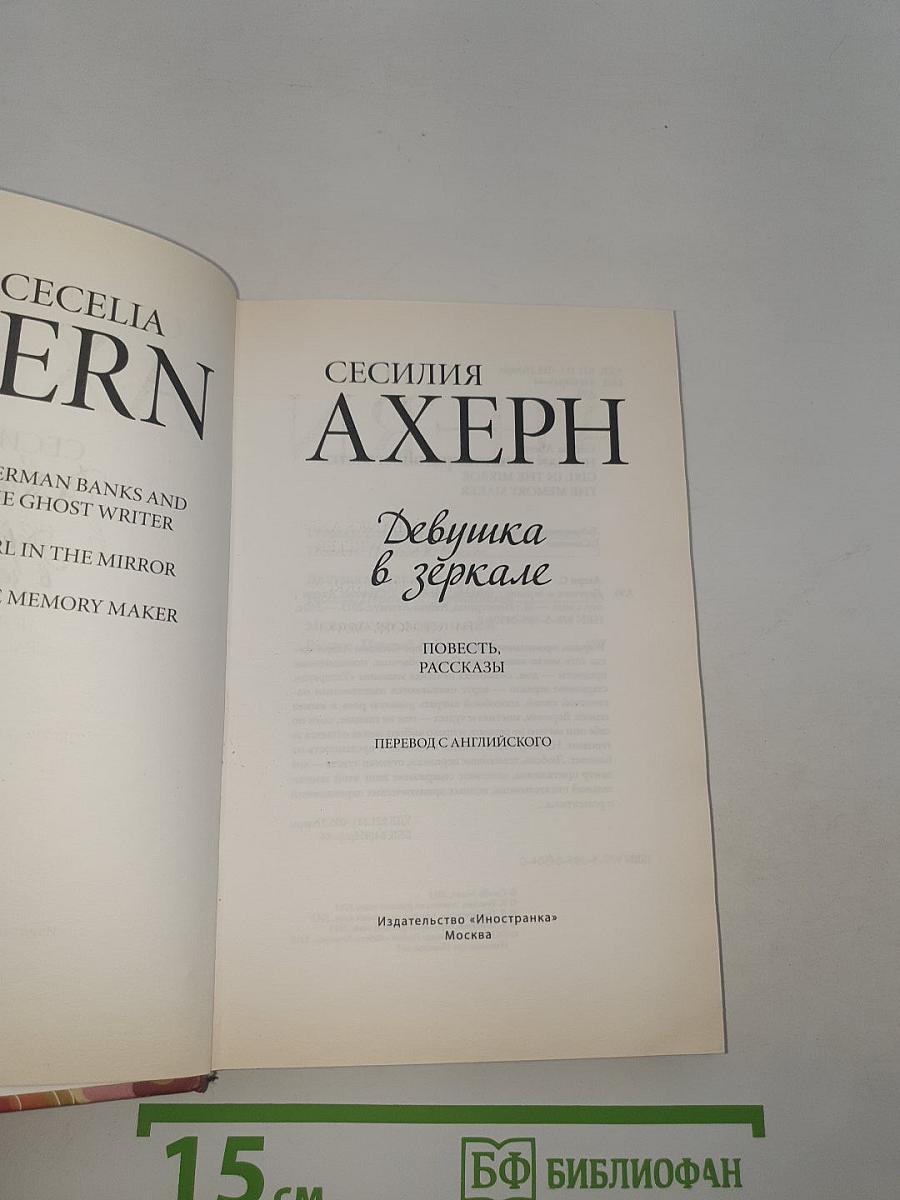 CECELIA
ERN
ERMAN BANKS AND
E GHOST WRITER
RL IN THE MIRROR
E MEMORY MAKER
СЕСИЛИЯ
АХЕРН
Девушка
в зеркале
ПОВЕСТЬ,
РАССКАЗЫ
ПЕРЕВОД С АНГЛИЙСКОГО
Издательство «Иностранка»
Москва
15 см
БФ БИБЛИОФАН